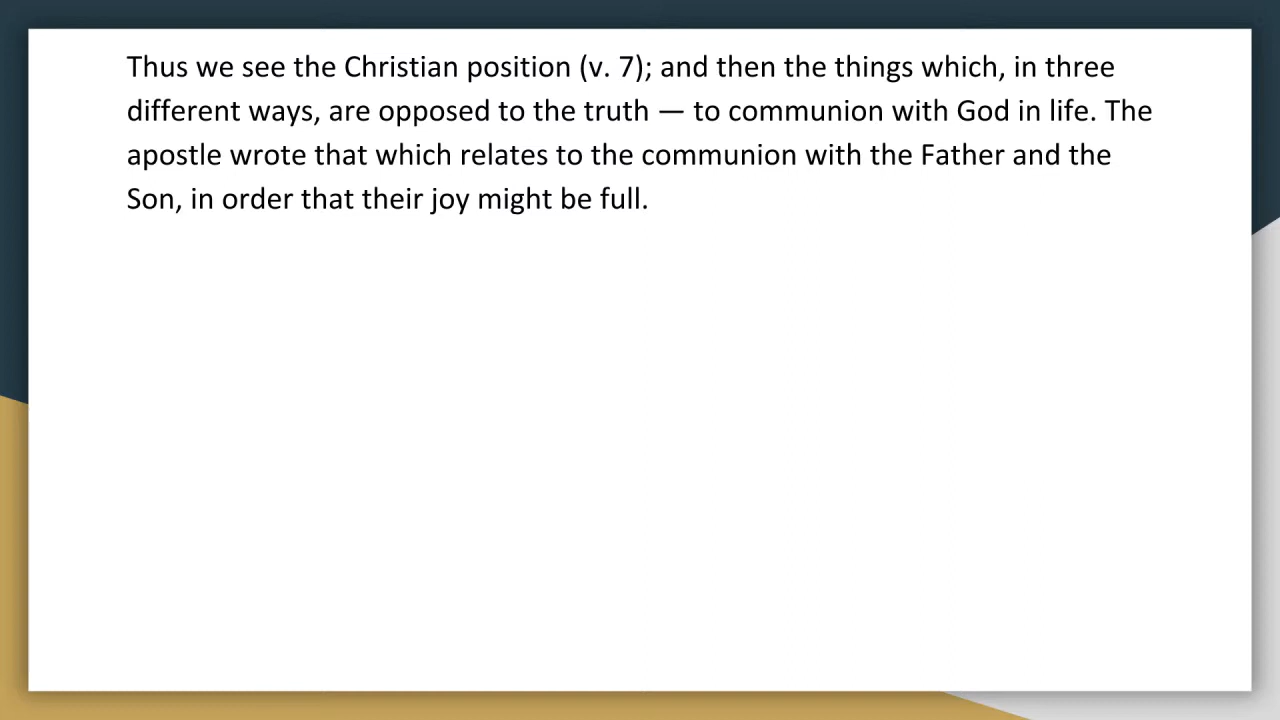 Thus we see the Christian position (v. 7); and then the things which, in three
different ways, are opposed to the truth — to communion with God in life. The
apostle wrote that which relates to the communion with the Father and the
Son, in order that their joy might be full.